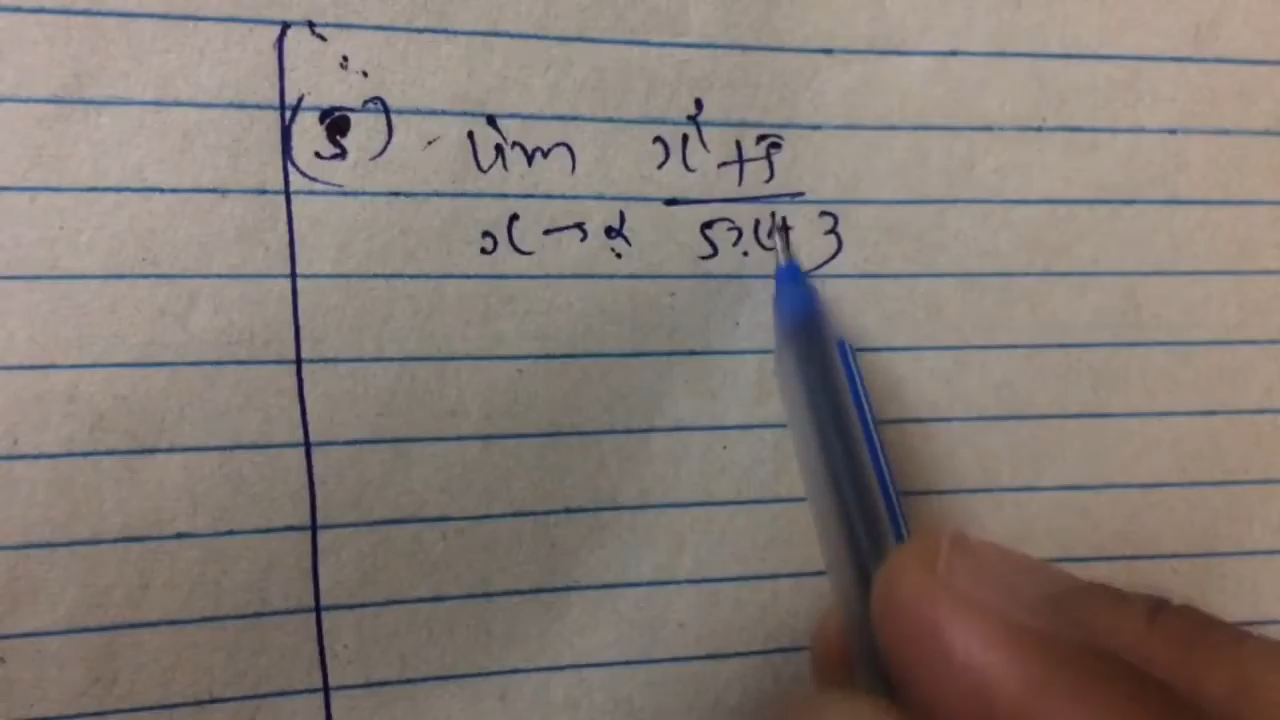 (5) lim x² + 5
x → 2 5x + 3